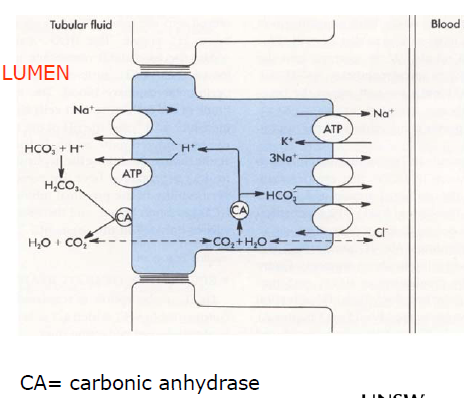 Tubular fluid
Blood
LUMEN
Na⁺
Na⁺
ATP
K⁺
HCO₃⁻ + H⁺
H⁺
3Na⁺
ATP
H₂CO₃
HCO₃⁻
CA
CA
Cl⁻
H₂O + CO₂
CO₂+H₂O
CA= carbonic anhydrase